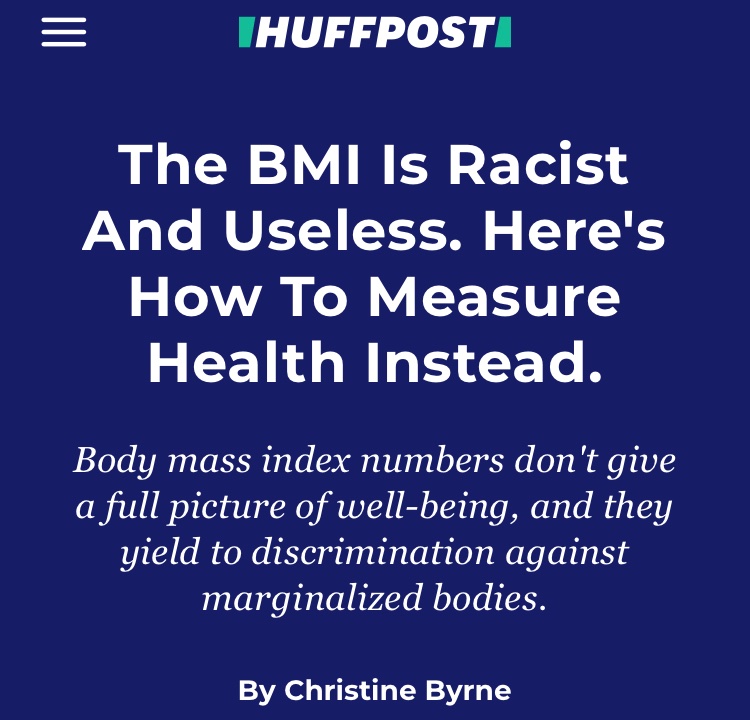 HUFFPOST
The BMI Is Racist
And Useless. Here's
How To Measure
Health Instead.
Body mass index numbers don't give
a full picture of well-being, and they
yield to discrimination against
marginalized bodies.
By Christine Byrne